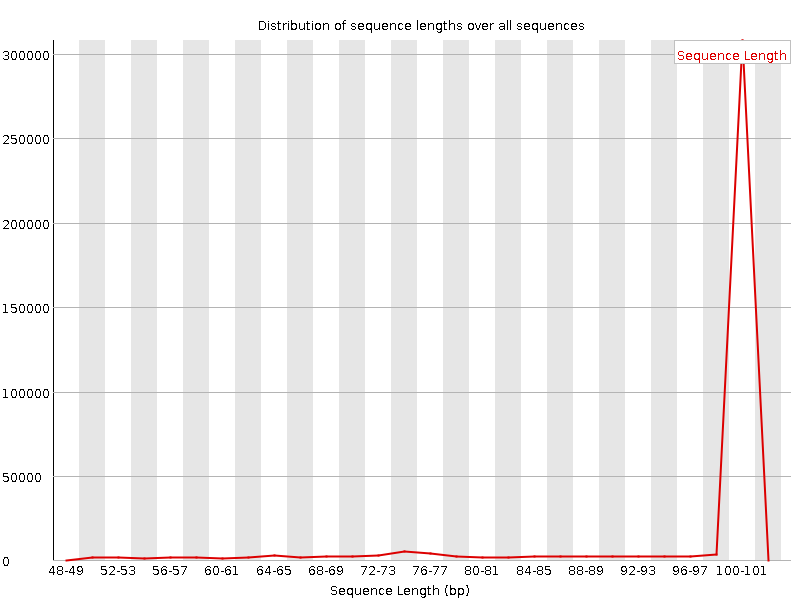 Distribution of sequence lengths over all sequences
Sequence Length
300000
250000
200000
150000
100000
50000
0
48-49 52-53 56-57 60-61 64-65 68-69 72-73 76-77 80-81 84-85 88-89 92-93 96-97 100-101
Sequence Length (bp)